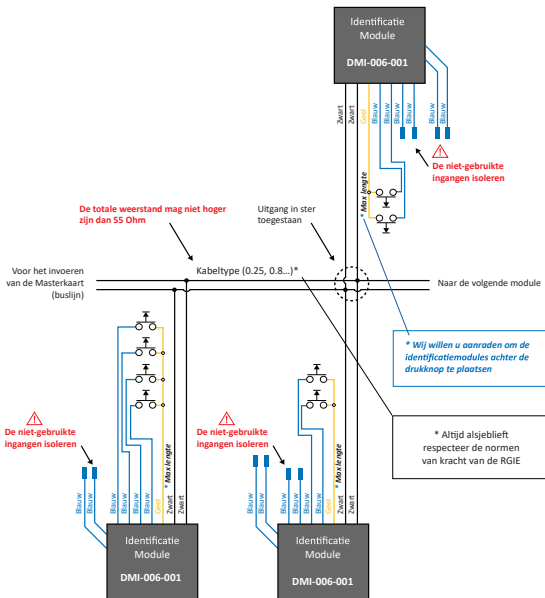 Identificatie
Module
DMI-006-001
Zwart
Zwart
Geel
Blauw
Blauw
Blauw
Blauw
Blauw
Blauw
* Max lengte
De niet-gebruikte
ingangen isoleren
De totale weerstand mag niet hoger
zijn dan 55 Ohm
Uitgang in ster
toegestaan
Voor het invoeren
van de Masterkaart
(buslijn)
Kabeltype (0.25, 0.8...)*
Naar de volgende module
* Wij willen u aanraden om de
identificatiemodules achter de
drukknop te plaatsen
* Altijd alsjeblieft
respecteer de normen
van kracht van de RGIE
De niet-gebruikte
ingangen isoleren
Blauw
Blauw
Blauw
Blauw
Blauw
Blauw
Geel
* Max lengte
Zwart
Zwart
Identificatie
Module
DMI-006-001
De niet-gebruikte
ingangen isoleren
Blauw
Blauw
Blauw
Blauw
Blauw
Blauw
Geel
* Max lengte
Zwart
Zwart
Identificatie
Module
DMI-006-001